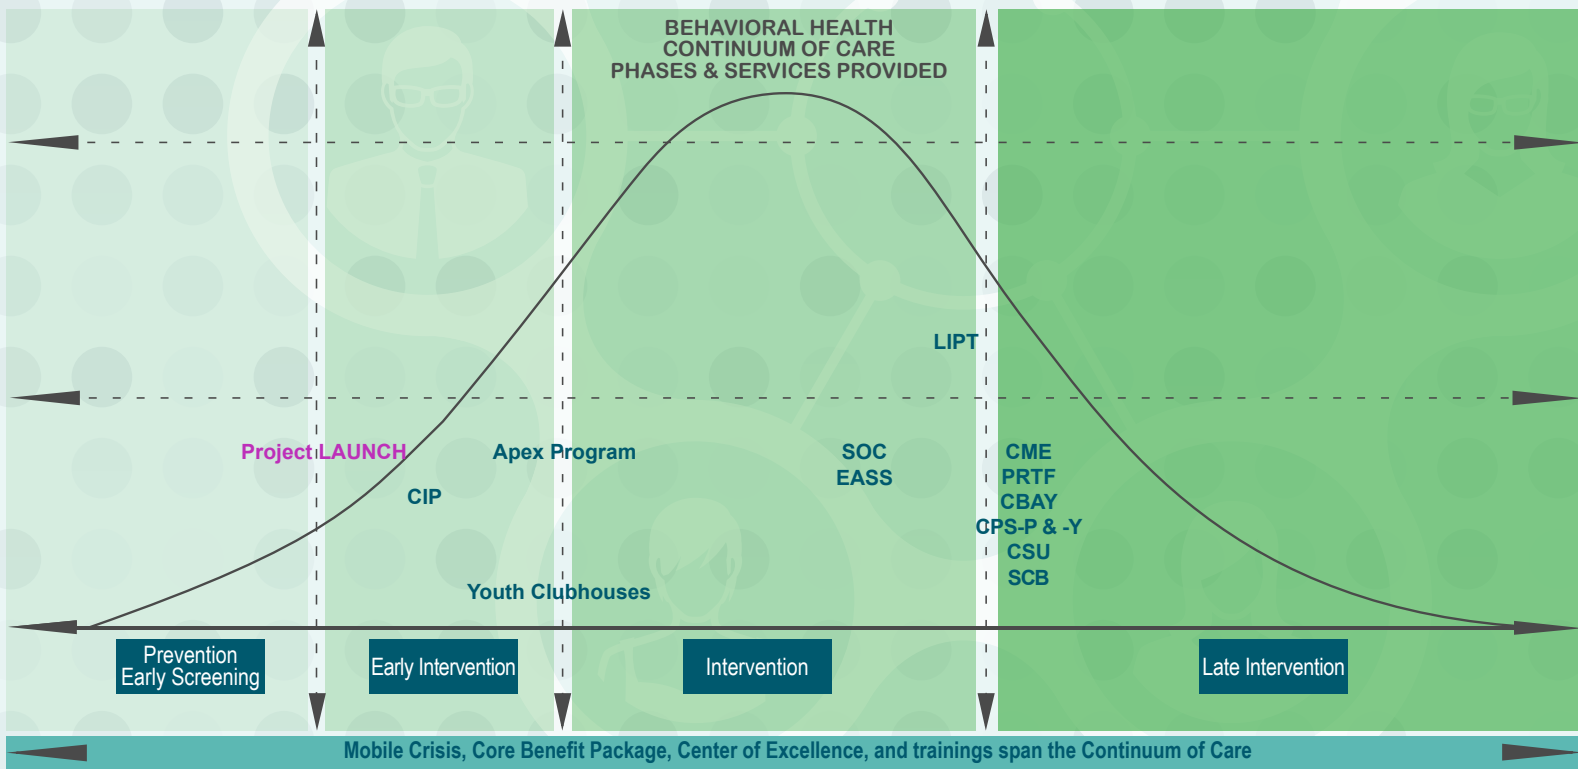 BEHAVIORAL HEALTH
CONTINUUM OF CARE
PHASES & SERVICES PROVIDED
LIPT
Project LAUNCH
Apex Program
SOC
EASS
CIP
CME
PRTF
CBAY
CPS-P & -Y
CSU
SCB
Youth Clubhouses
Prevention
Early Screening
Early Intervention
Intervention
Late Intervention
Mobile Crisis, Core Benefit Package, Center of Excellence, and trainings span the Continuum of Care